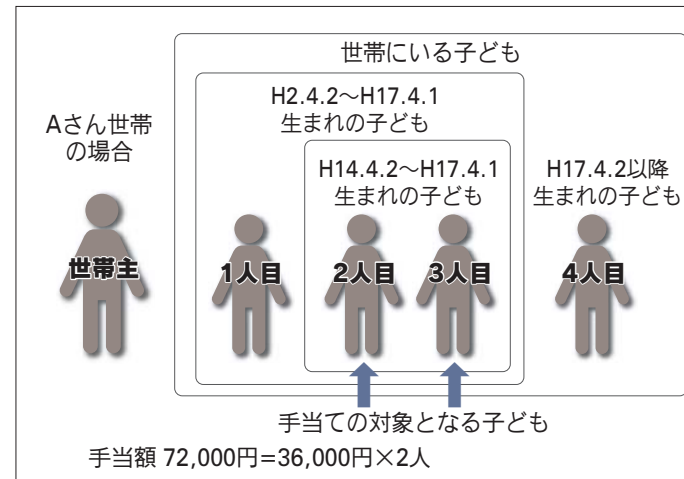 世帯にいる子ども
Aさん世帯
の場合
H2.4.2～H17.4.1
生まれの子ども
H14.4.2～H17.4.1
生まれの子ども
H17.4.2以降
生まれの子ども
世帯主
1人目
2人目
3人目
4人目
手当ての対象となる子ども
手当額 72,000円=36,000円×2人